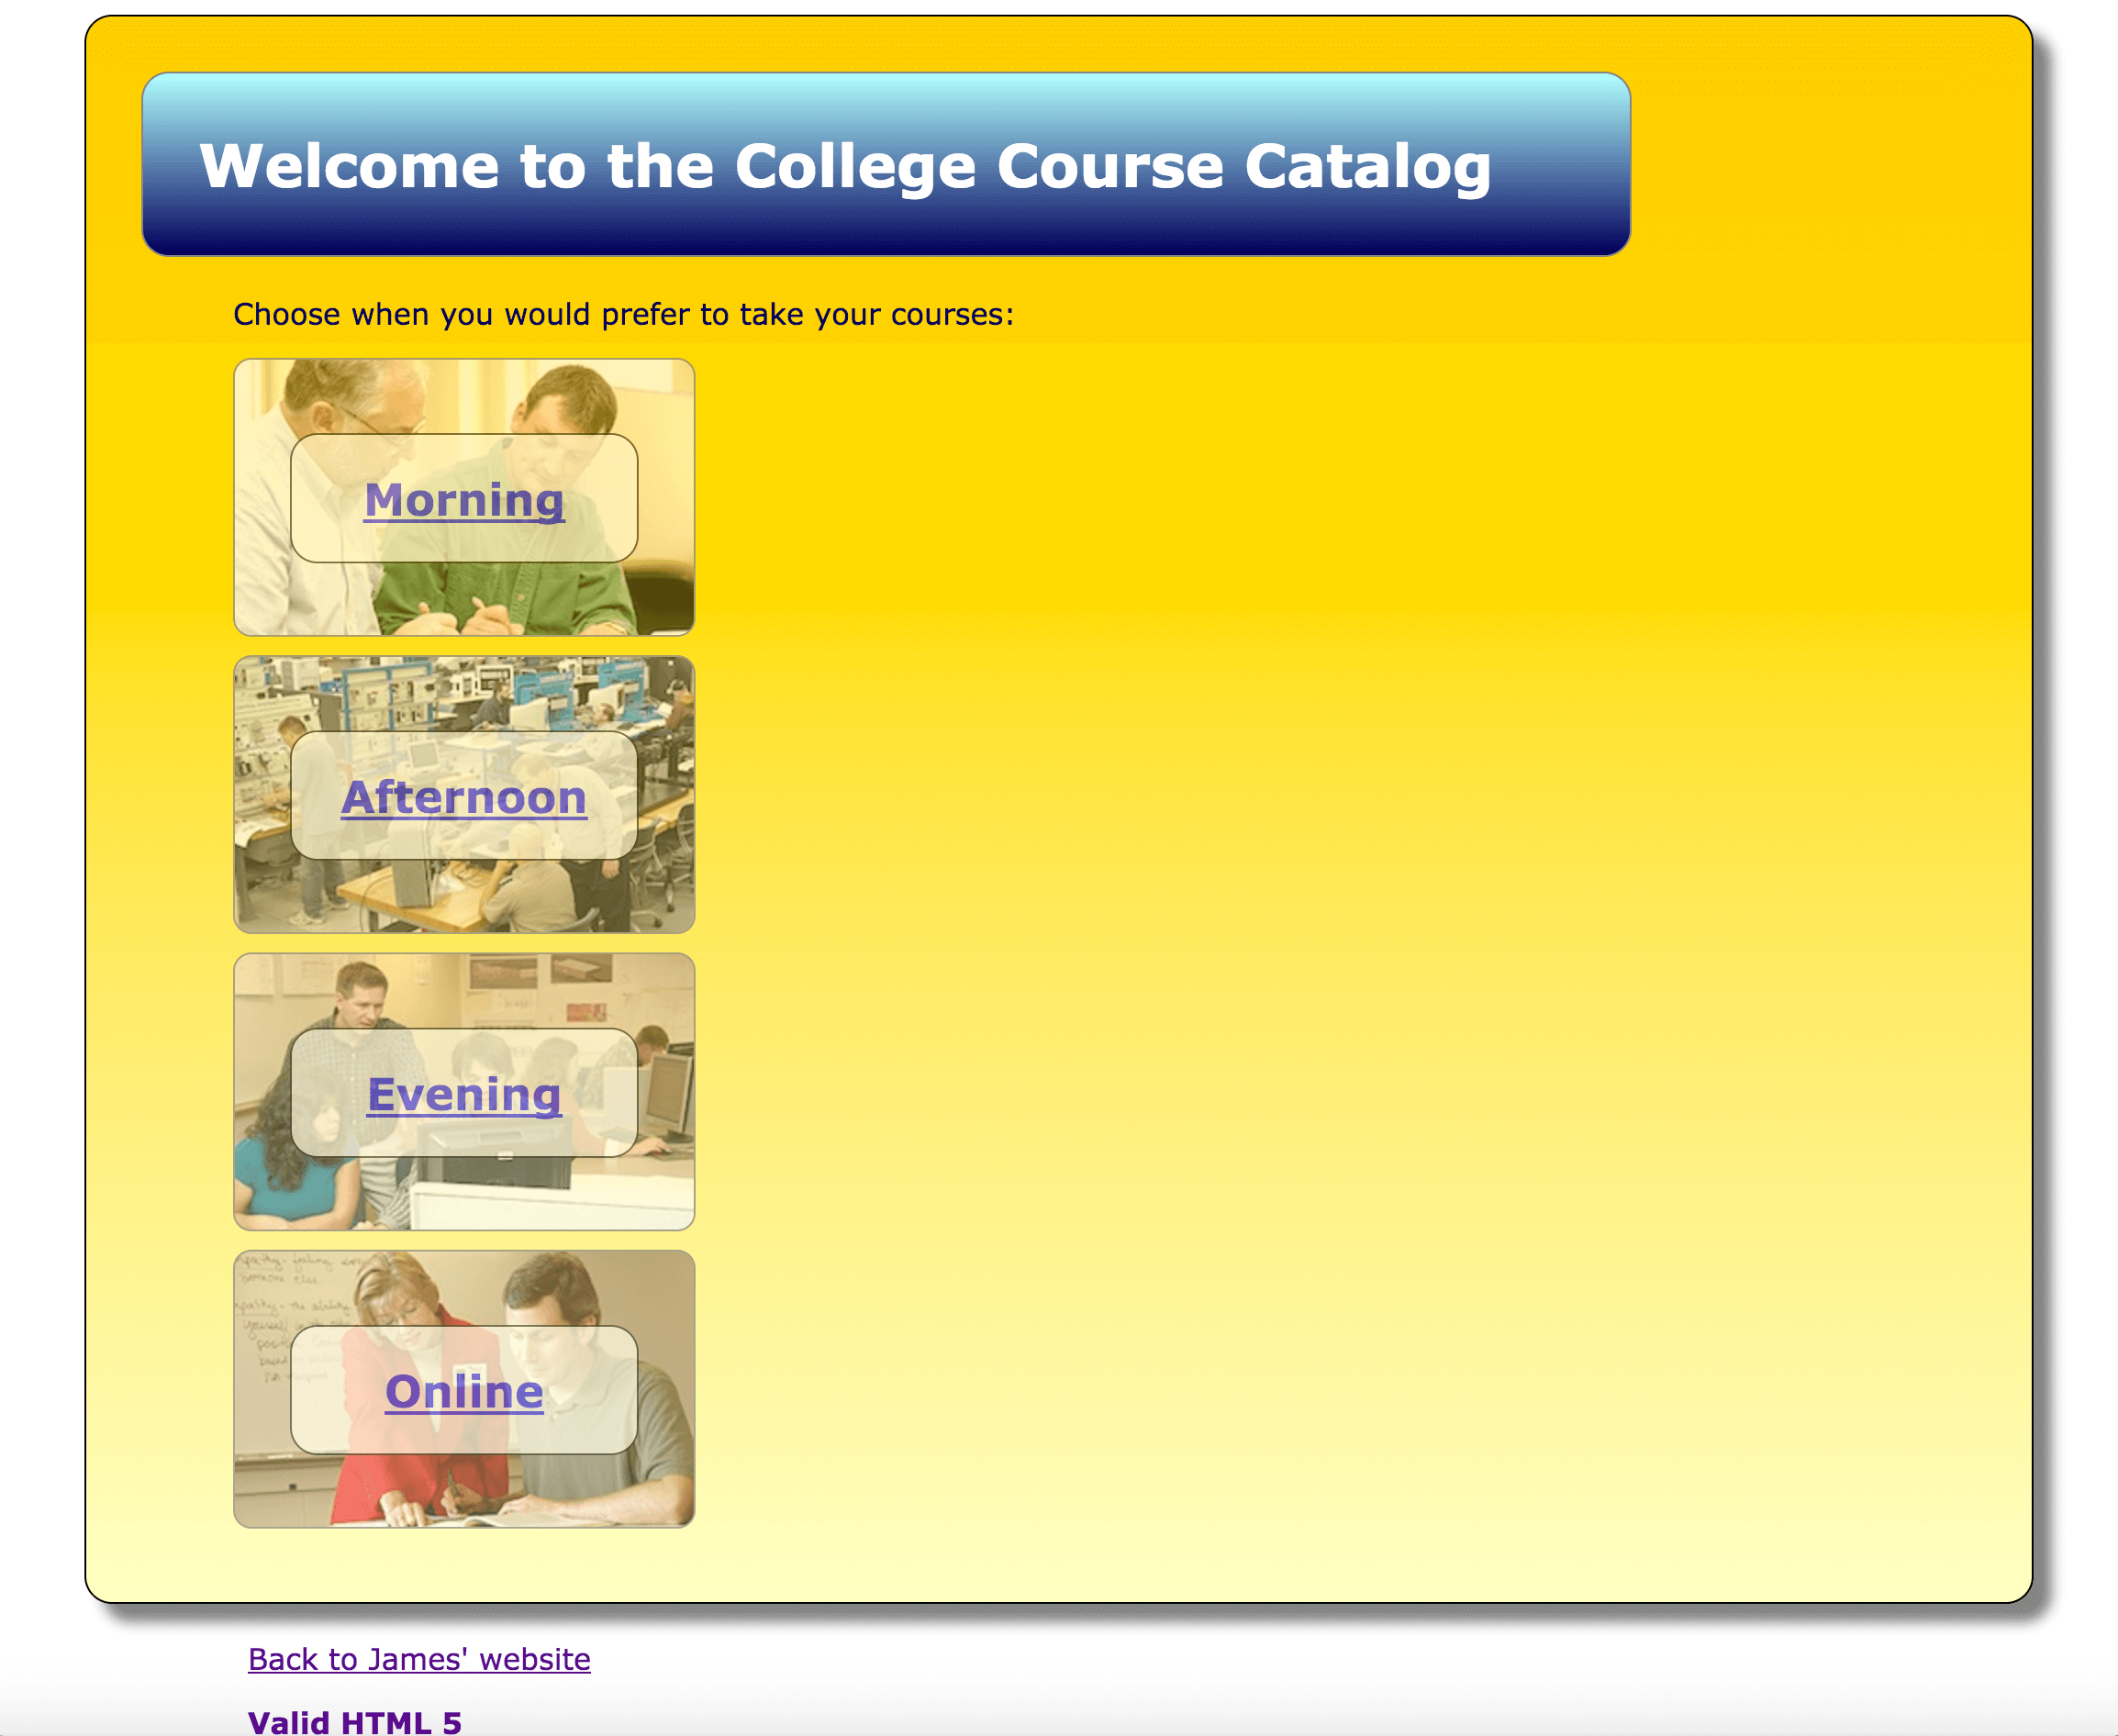 Welcome to the College Course Catalog
Choose when you would prefer to take your courses:
Morning
Afternoon
Evening
Online
Back to James' website
Valid HTML 5